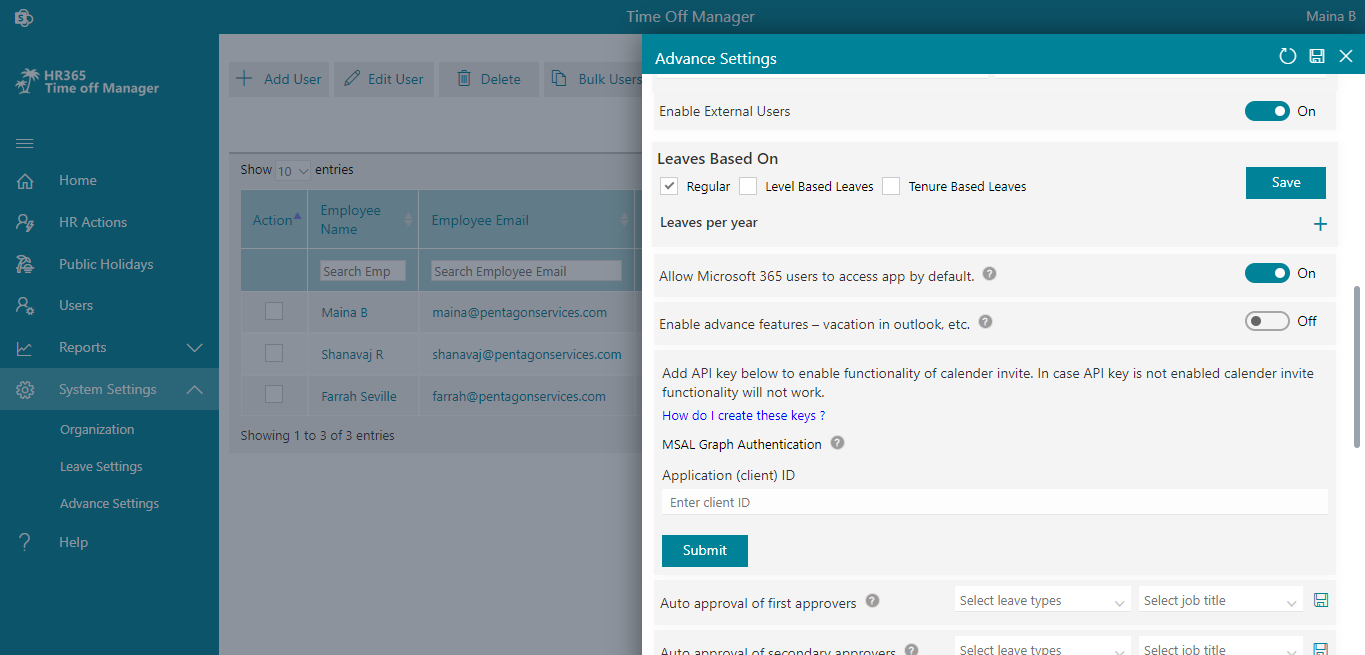 Time Off Manager
Maina B
HR365
Time off Manager
Home
HR Actions
Public Holidays
Users
Reports
System Settings
Organization
Leave Settings
Advance Settings
Help
Add User
Edit User
Delete
Bulk Users
Show 10 entries
Action
Employee
Name
Employee Email
Search Emp
Search Employee Email
Maina B
maina@pentagonservices.com
Shanavaj R
shanavaj@pentagonservices.com
Farrah Seville
farrah@pentagonservices.com
Showing 1 to 3 of 3 entries
Advance Settings
Enable External Users
On
Leaves Based On
Regular
Level Based Leaves
Tenure Based Leaves
Save
Leaves per year
Allow Microsoft 365 users to access app by default. ?
On
Enable advance features – vacation in outlook, etc. ?
Off
Add API key below to enable functionality of calender invite. In case API key is not enabled calender invite
functionality will not work.
How do I create these keys ?
MSAL Graph Authentication ?
Application (client) ID
Enter client ID
Submit
Auto approval of first approvers ?
Select leave types
Select job title
Auto approval of secondary approvers ?
Select leave types
Select job title